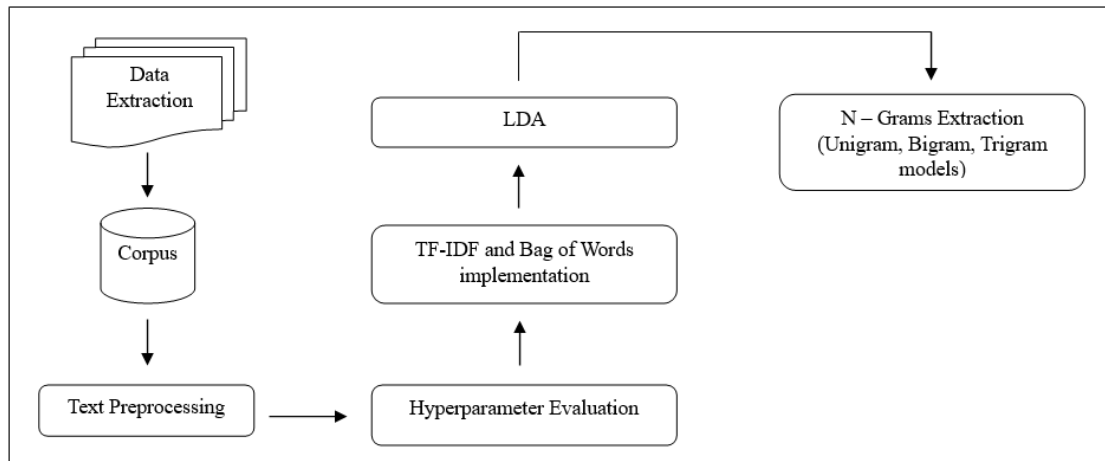 Data
Extraction
Corpus
Text Preprocessing
Hyperparameter Evaluation
TF-IDF and Bag of Words
implementation
LDA
N – Grams Extraction
(Unigram, Bigram, Trigram
models)